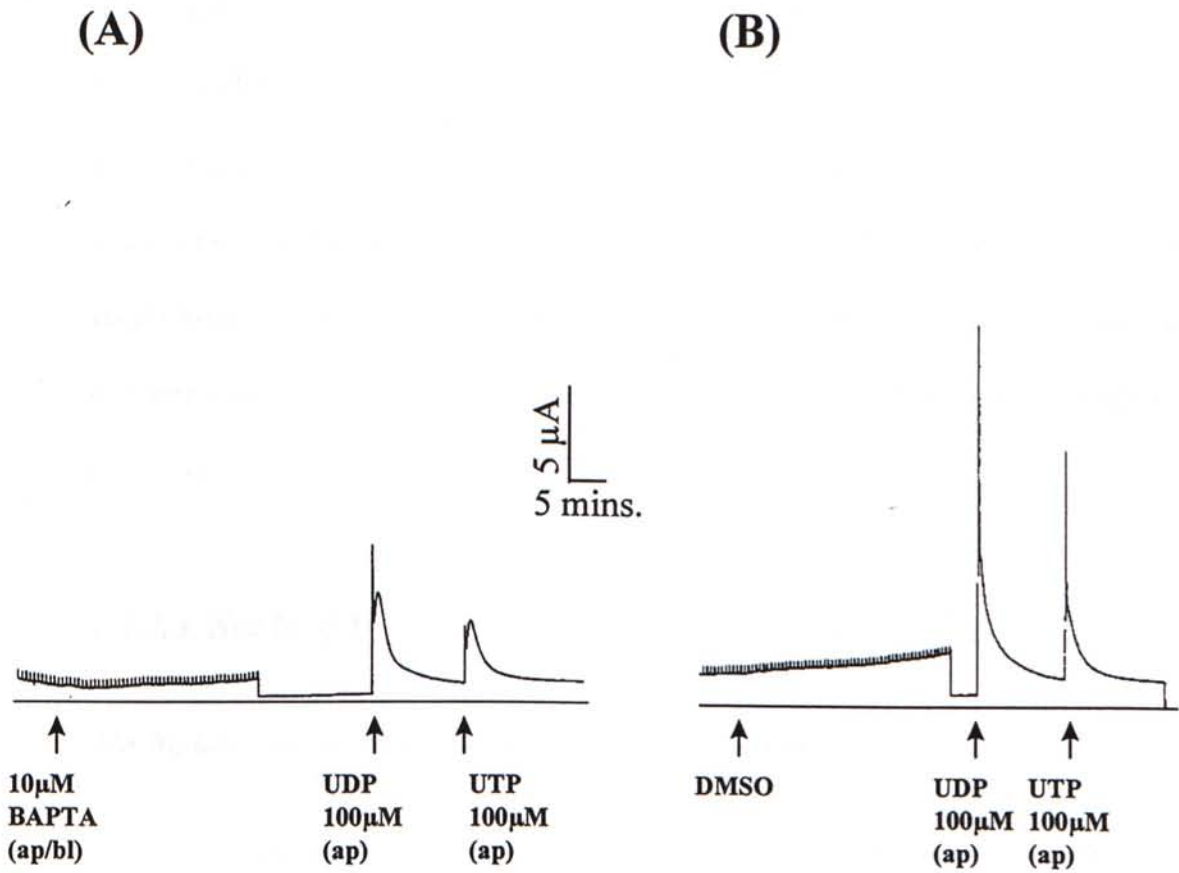 (A)
(B)
5 µA
5 mins.
10µM
BAPTA
(ap/bl)
UDP
100µM
(ap)
UTP
100µM
(ap)
DMSO
UDP
100µM
(ap)
UTP
100µM
(ap)